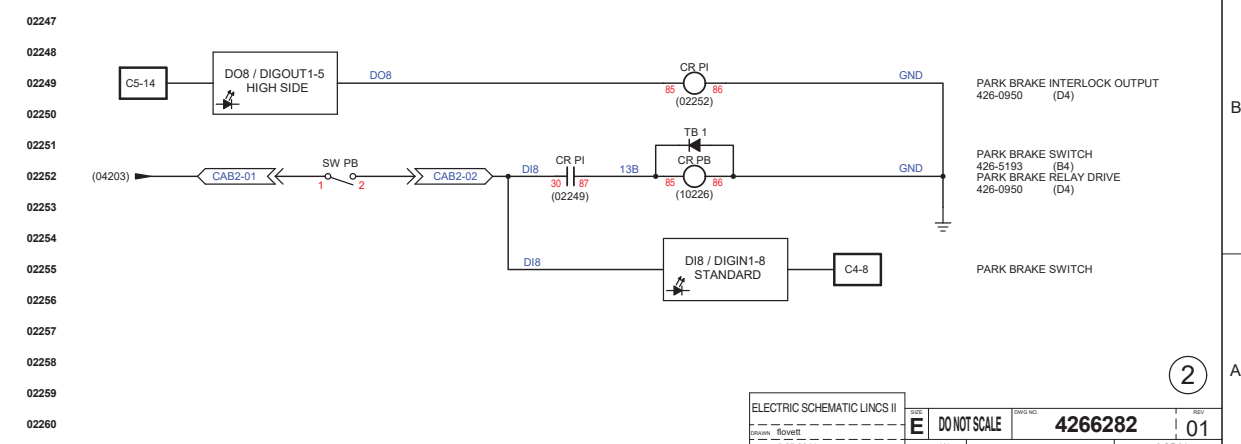 02247
02248
C5-14
DO8 / DIGOUT1-5
HIGH SIDE
DO8
CR PI
GND
02249
85
86
(02252)
PARK BRAKE INTERLOCK OUTPUT
426-0950 (D4)
B
02250
02251
TB 1
02252
(04203)
CAB2-01
SW PB
1
2
CAB2-02
DI8
CR PI
30
87
(02249)
13B
CR PB
85
86
(10226)
GND
PARK BRAKE SWITCH
426-5193 (B4)
PARK BRAKE RELAY DRIVE
426-0950 (D4)
02253
02254
02255
DI8
DI8 / DIGIN1-8
STANDARD
C4-8
PARK BRAKE SWITCH
02256
02257
02258
2
A
02259
02260
ELECTRIC SCHEMATIC LINCS II
DRAWN flovett
SIZE
E
DO NOT SCALE
DWG NO.
4266282
REV
01